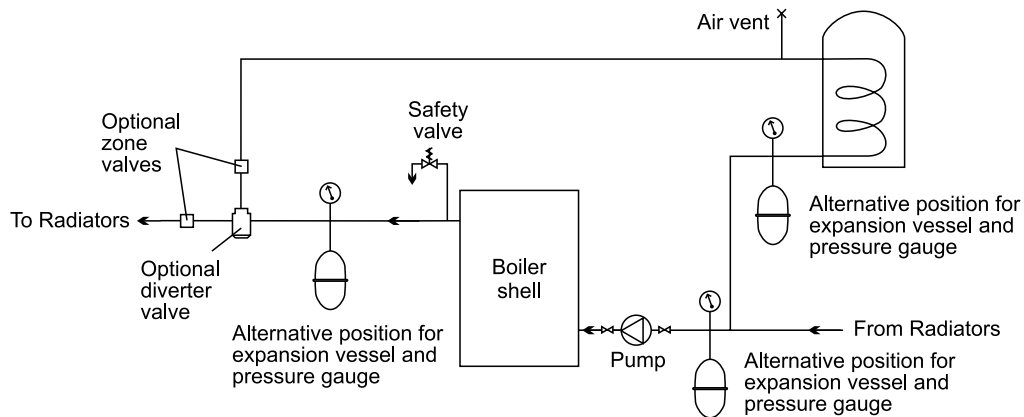 Air vent
Safety
valve
Optional
zone
valves
To Radiators
Optional
diverter
valve
Alternative position for
expansion vessel and
pressure gauge
Boiler
shell
Alternative position for
expansion vessel and
pressure gauge
From Radiators
Pump
Alternative position for
expansion vessel and
pressure gauge